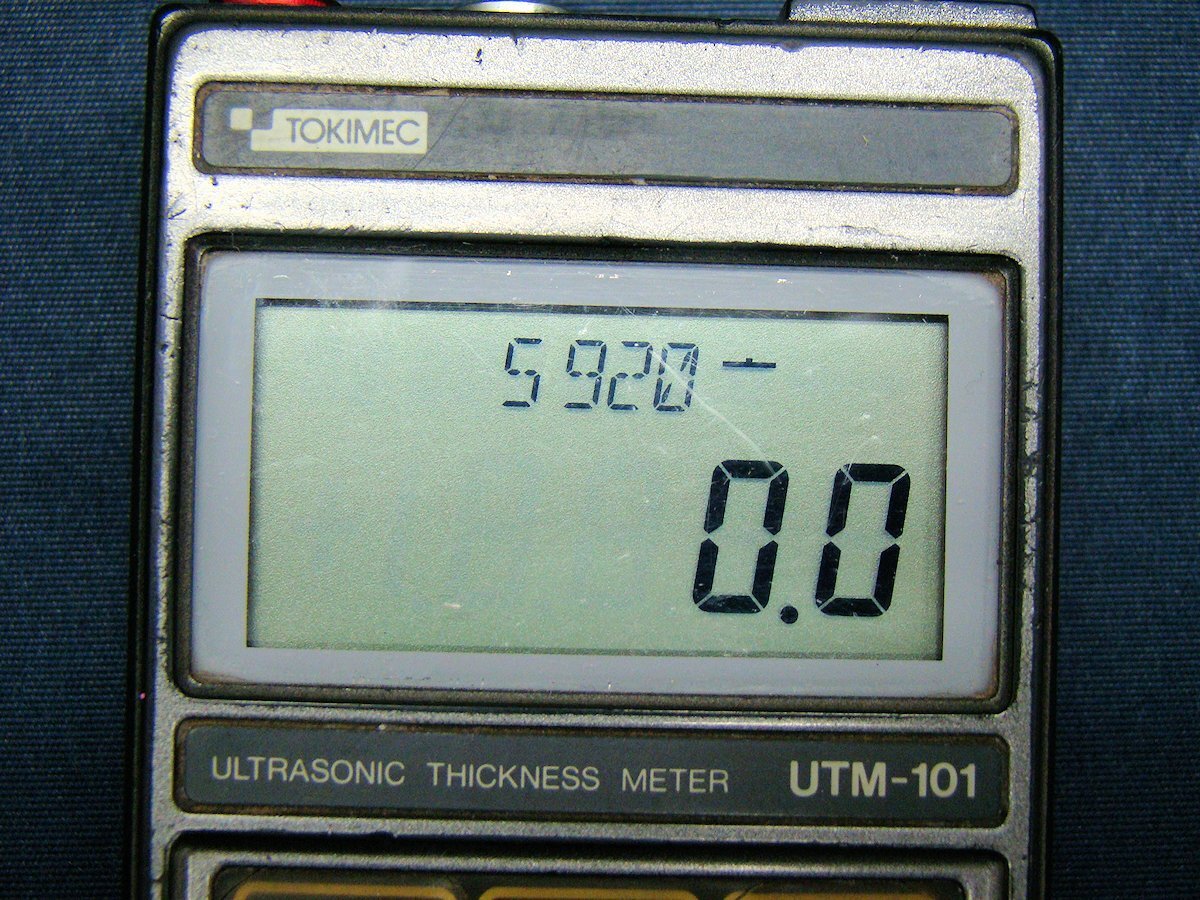 TOKIMEC
5920
0.0
ULTRASONIC THICKNESS METER UTM-101